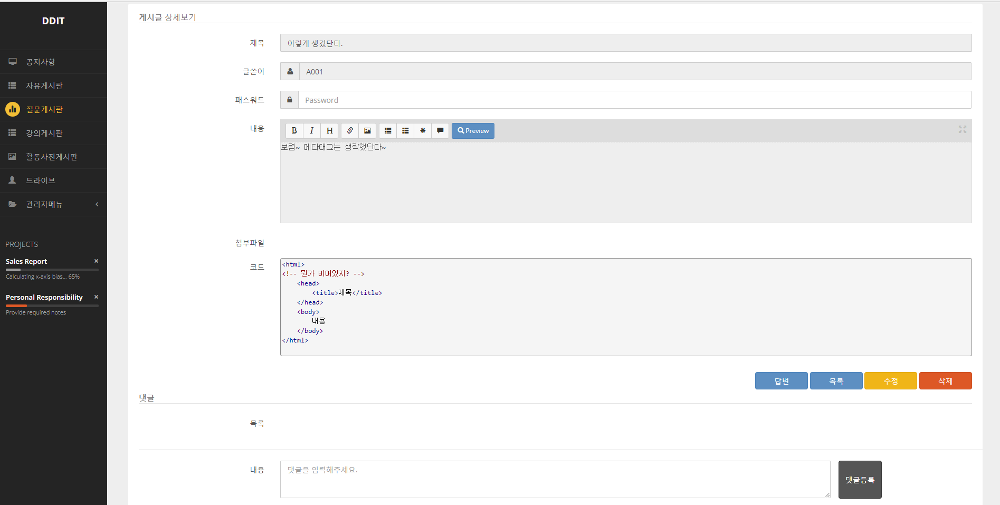 DDIT
공지사항
자유게시판
질문게시판
강의게시판
활동사진게시판
드라이브
관리자메뉴
PROJECTS
Sales Report ×
Calculating x-axis bias... 65%
Personal Responsibility ×
Provide required notes
게시글 상세보기
제목 이렇게 생겼단다.
글쓴이 A001
패스워드 Password
내용 B I H Preview
보렴~ 메타태그는 생략했단다~
첨부파일
코드
<html>
<!-- 뭔가 비어있지? -->
    <head>
        <title>제목</title>
    </head>
    <body>
        내용
    </body>
</html>
답변 목록 수정 삭제
댓글
목록
내용 댓글을 입력해주세요. 댓글등록